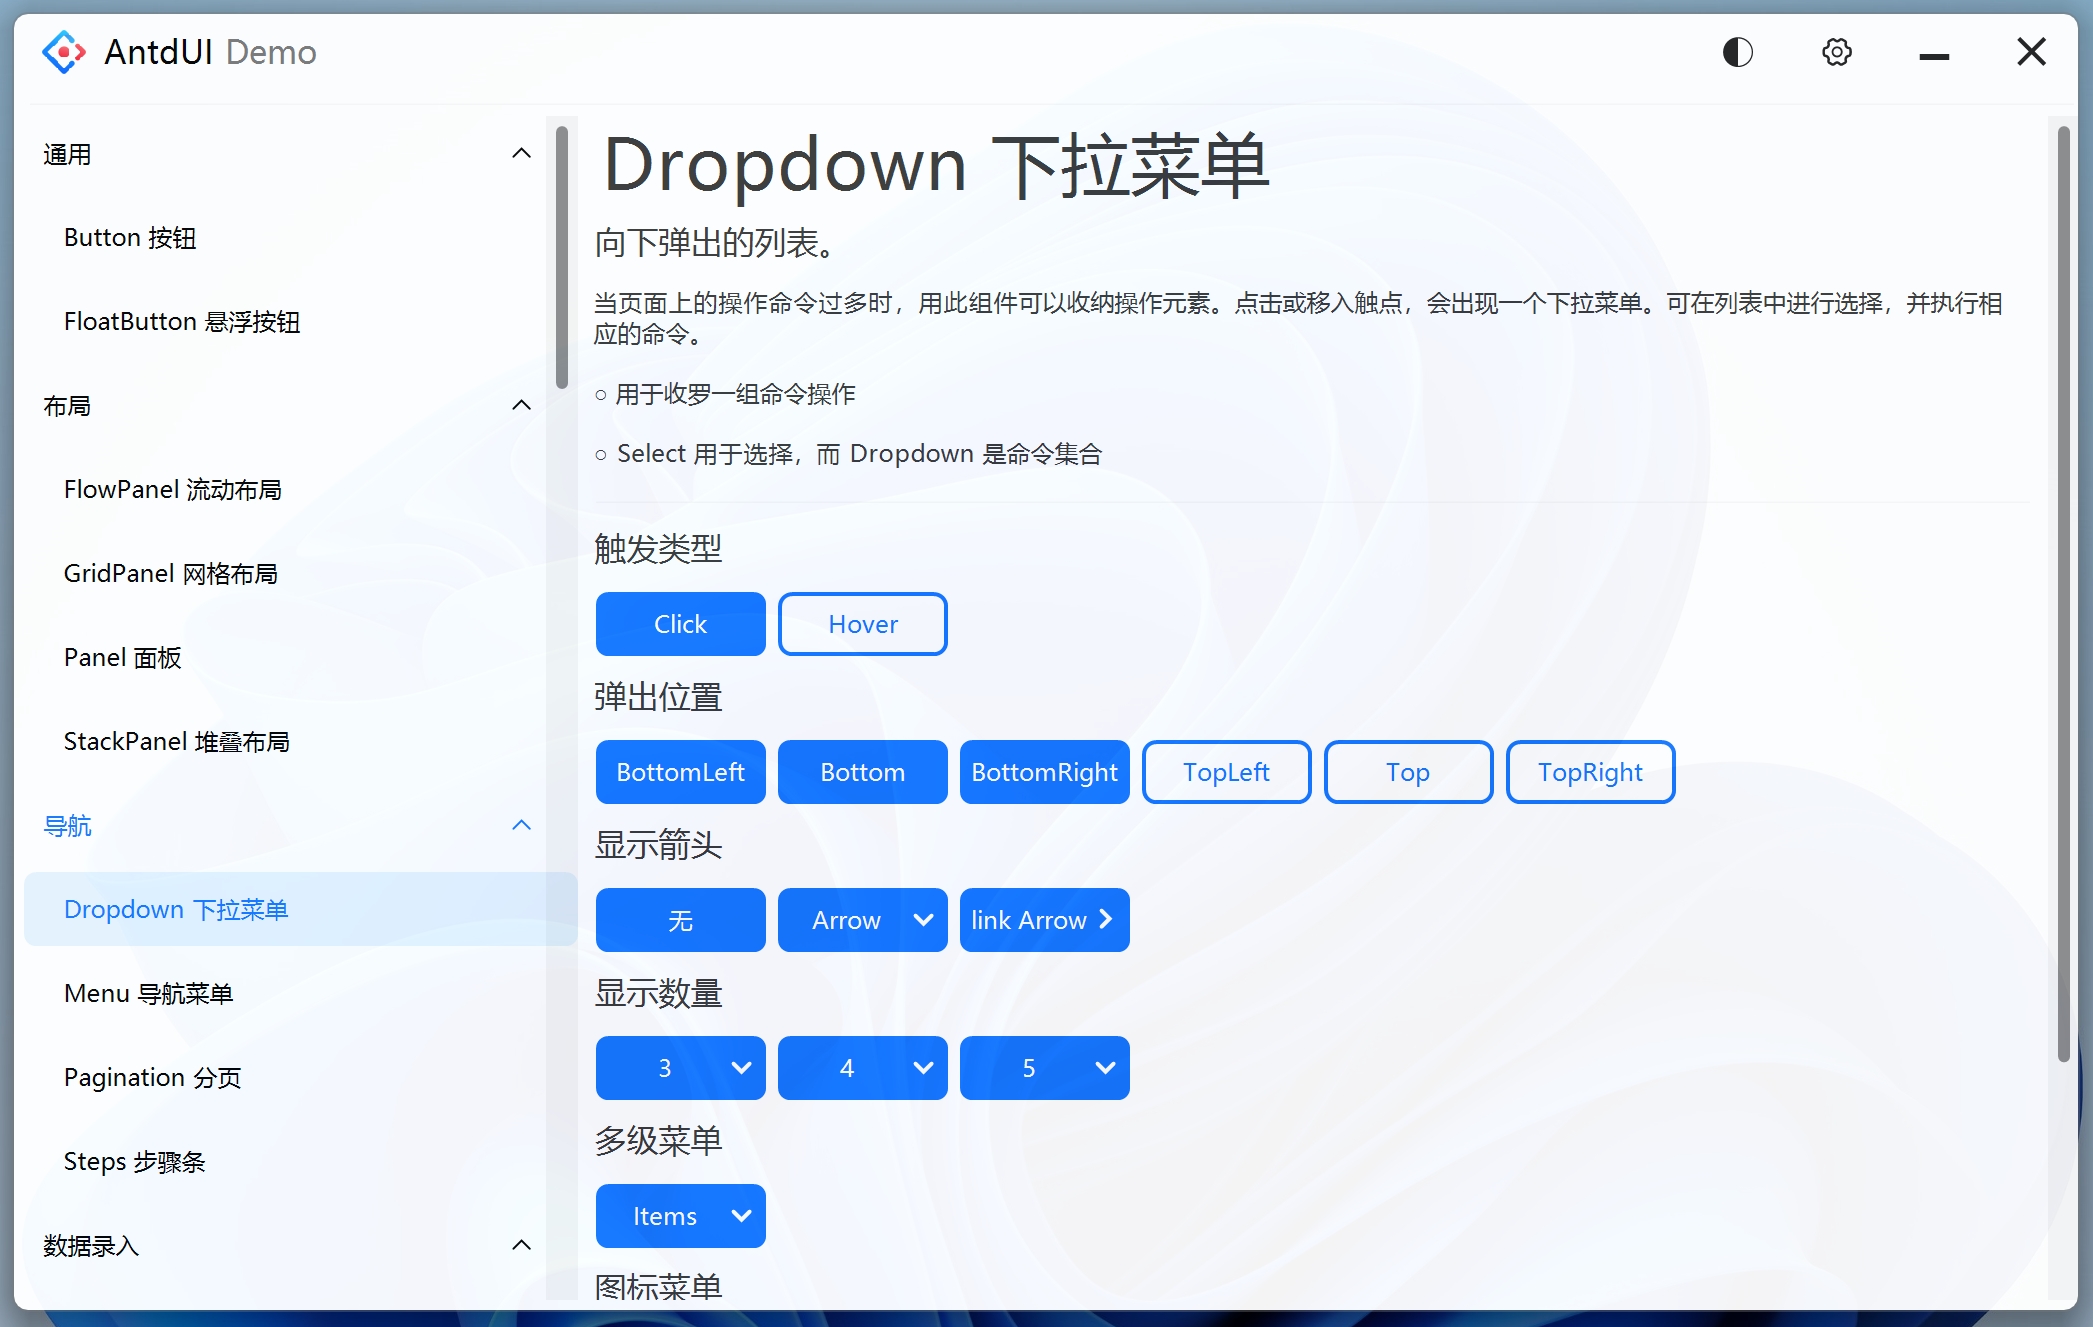 AntdUI Demo
通用
Button 按钮
FloatButton 悬浮按钮
布局
FlowPanel 流动布局
GridPanel 网格布局
Panel 面板
StackPanel 堆叠布局
导航
Dropdown 下拉菜单
Menu 导航菜单
Pagination 分页
Steps 步骤条
数据录入
Dropdown 下拉菜单
向下弹出的列表。
当页面上的操作命令过多时，用此组件可以收纳操作元素。点击或移入触点，会出现一个下拉菜单。可在列表中进行选择，并执行相
应的命令。
○ 用于收罗一组命令操作
○ Select 用于选择，而 Dropdown 是命令集合
触发类型
Click Hover
弹出位置
BottomLeft Bottom BottomRight TopLeft Top TopRight
显示箭头
无 Arrow link Arrow
显示数量
3 4 5
多级菜单
Items
图标菜单